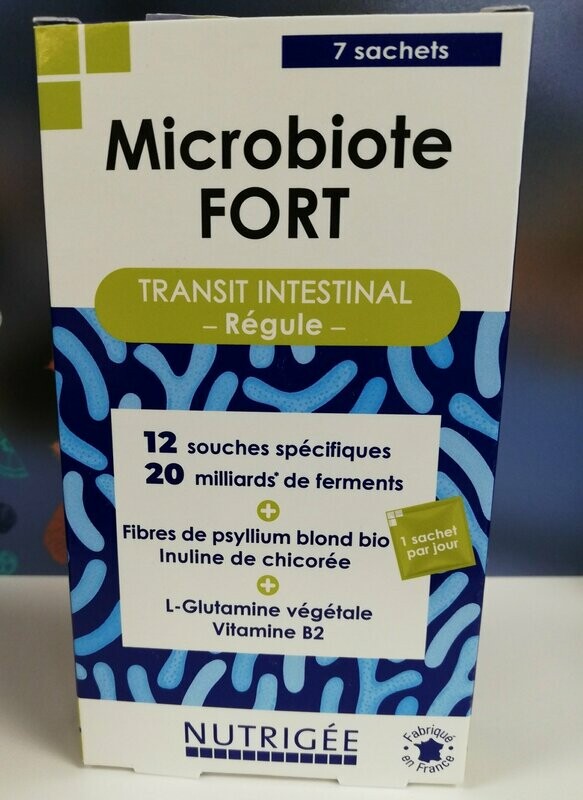 7 sachets
Microbiote
FORT
TRANSIT INTESTINAL
– Régule –
12 souches spécifiques
20 milliards* de ferments
+
Fibres de psyllium blond bio
Inuline de chicorée
+
L-Glutamine végétale
Vitamine B2
1 sachet
par jour
NUTRIGÉE
Fabriqué
en France